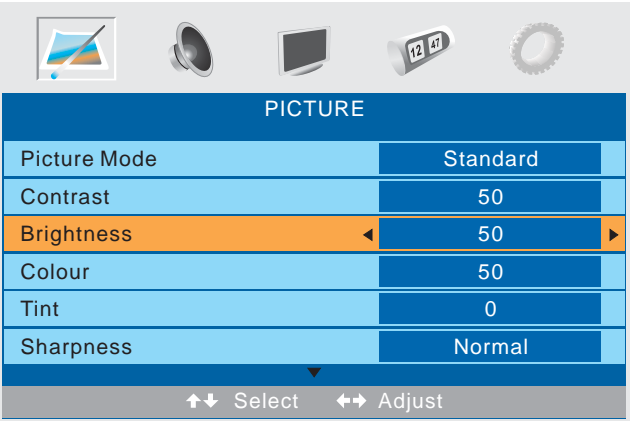 12 47
PICTURE
Picture Mode Standard
Contrast 50
Brightness 50
Colour 50
Tint 0
Sharpness Normal
Select Adjust